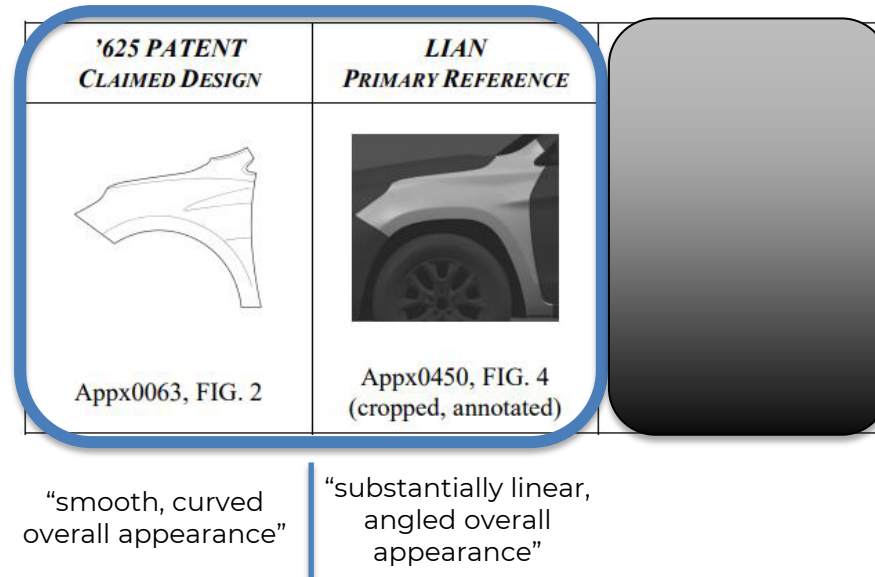 ’625 PATENT
CLAIMED DESIGN
LIAN
PRIMARY REFERENCE
Appx0063, FIG. 2
Appx0450, FIG. 4
(cropped, annotated)
“smooth, curved
overall appearance”
“substantially linear,
angled overall
appearance”